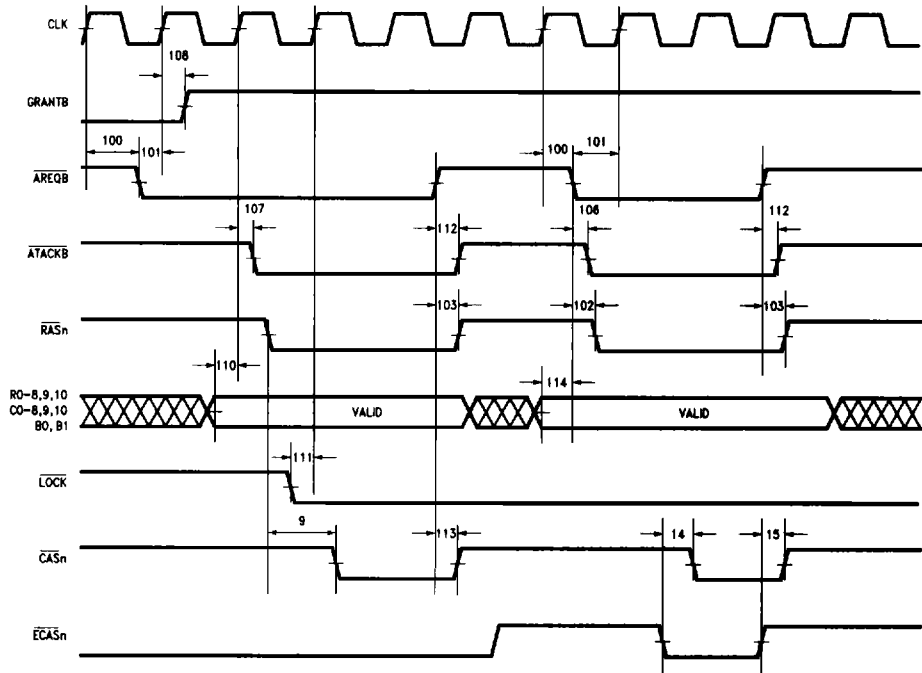 CLK
108
GRANTB
100 101 100 101
AREQB
107 106
112 112
ATACKB
103 102 103
RASn
110 114
R0-8,9,10
C0-8,9,10 VALID VALID
B0, B1
111
LOCK
9 113 14 15
CASn
ECASn